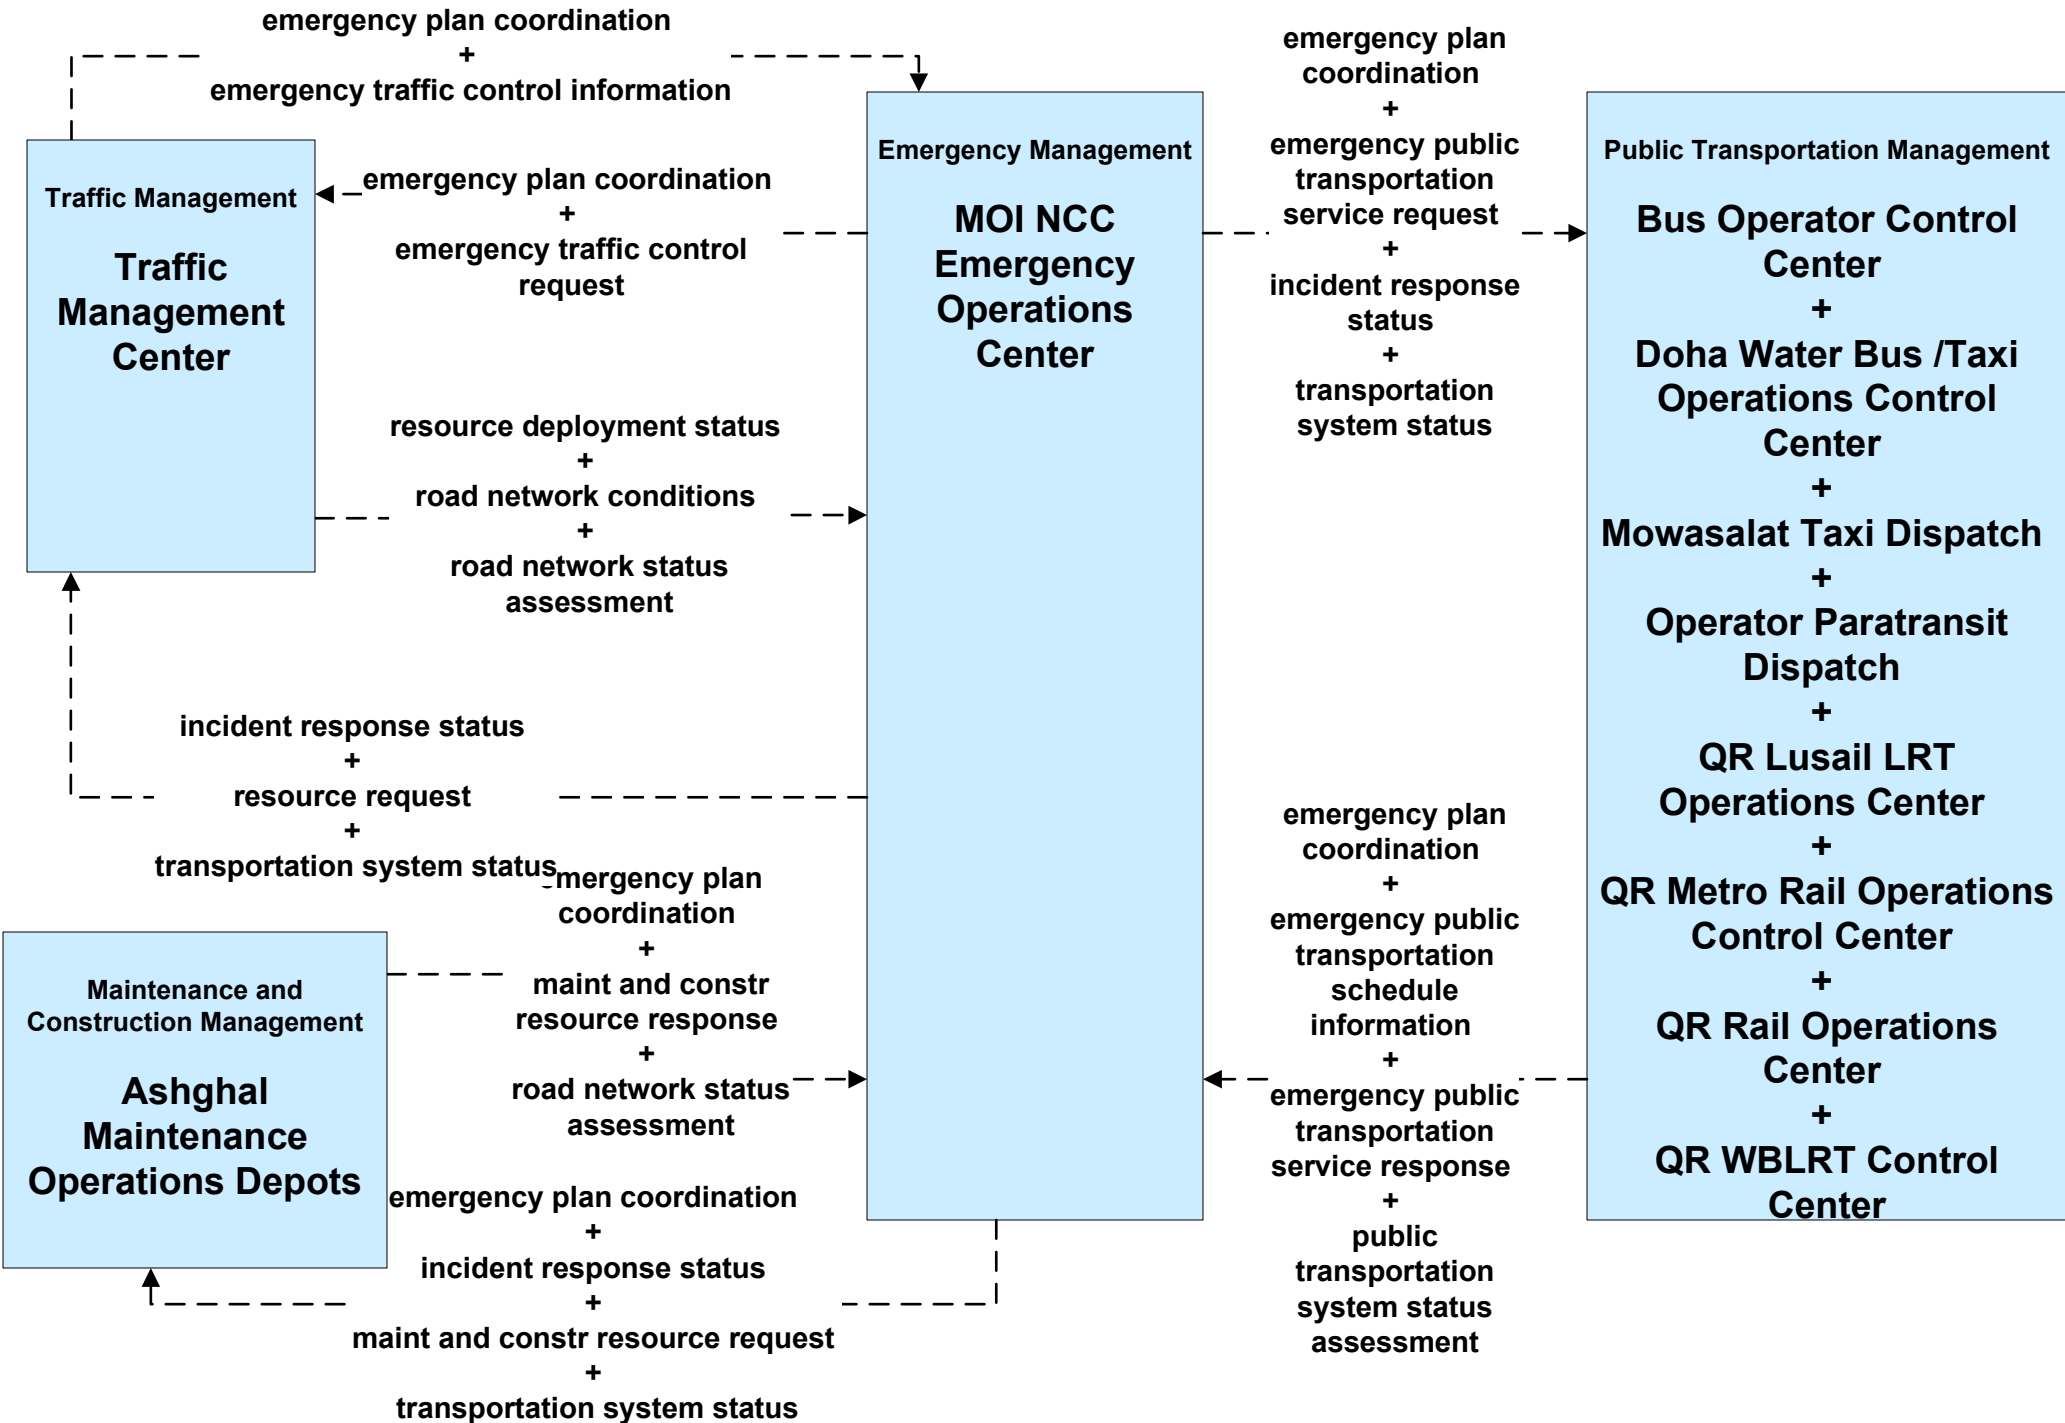 emergency plan coordination
+
emergency traffic control information
Traffic Management
Traffic
Management
Center
emergency plan coordination
+
emergency traffic control
request
resource deployment status
+
road network conditions
+
road network status
assessment
incident response status
+
resource request
+
transportation system status
Maintenance and
Construction Management
Ashghal
Maintenance
Operations Depots
mergency plan
coordination
+
maint and constr
resource response
+
road network status
assessment
emergency plan coordination
+
incident response status
+
maint and constr resource request
+
transportation system status
Emergency Management
MOI NCC
Emergency
Operations
Center
emergency plan
coordination
+
emergency public
transportation
service request
+
incident response
status
+
transportation
system status
emergency plan
coordination
+
emergency public
transportation
schedule
information
+
emergency public
transportation
service response
+
public
transportation
system status
assessment
Public Transportation Management
Bus Operator Control
Center
+
Doha Water Bus /Taxi
Operations Control
Center
+
Mowasalat Taxi Dispatch
+
Operator Paratransit
Dispatch
+
QR Lusail LRT
Operations Center
+
QR Metro Rail Operations
Control Center
+
QR Rail Operations
Center
+
QR WBLRT Control
Center